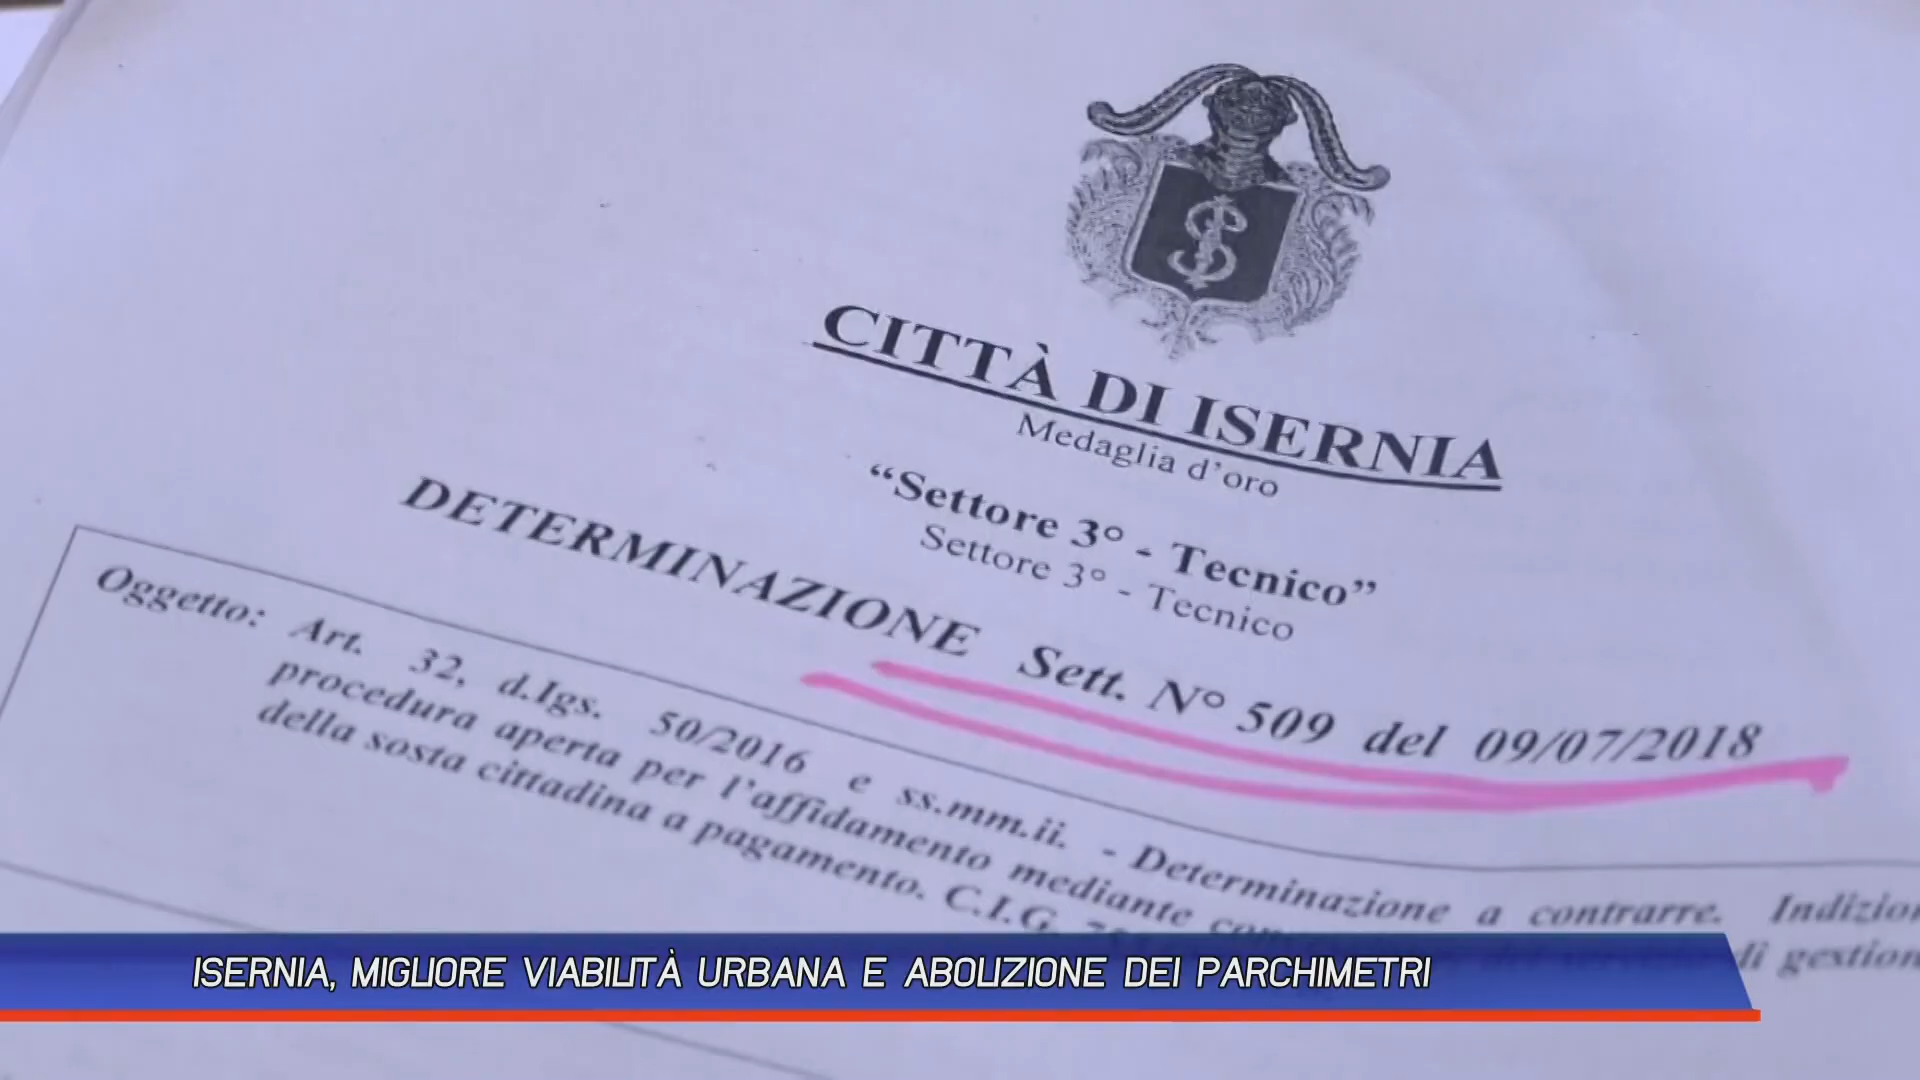 CITTÀ DI ISERNIA
Medaglia d'oro
“Settore 3° - Tecnico”
Settore 3° - Tecnico
DETERMINAZIONE Sett. N° 509 del 09/07/2018
Oggetto: Art. 32, d.lgs. 50/2016 e ss.mm.ii. - Determinazione a contrarre.
procedura aperta per l'affidamento mediante di
della sosta cittadina a pagamento. C.I.G.
ISERNIA, MIGLIORE VIABILITÀ URBANA E ABOLIZIONE DEI PARCHIMETRI